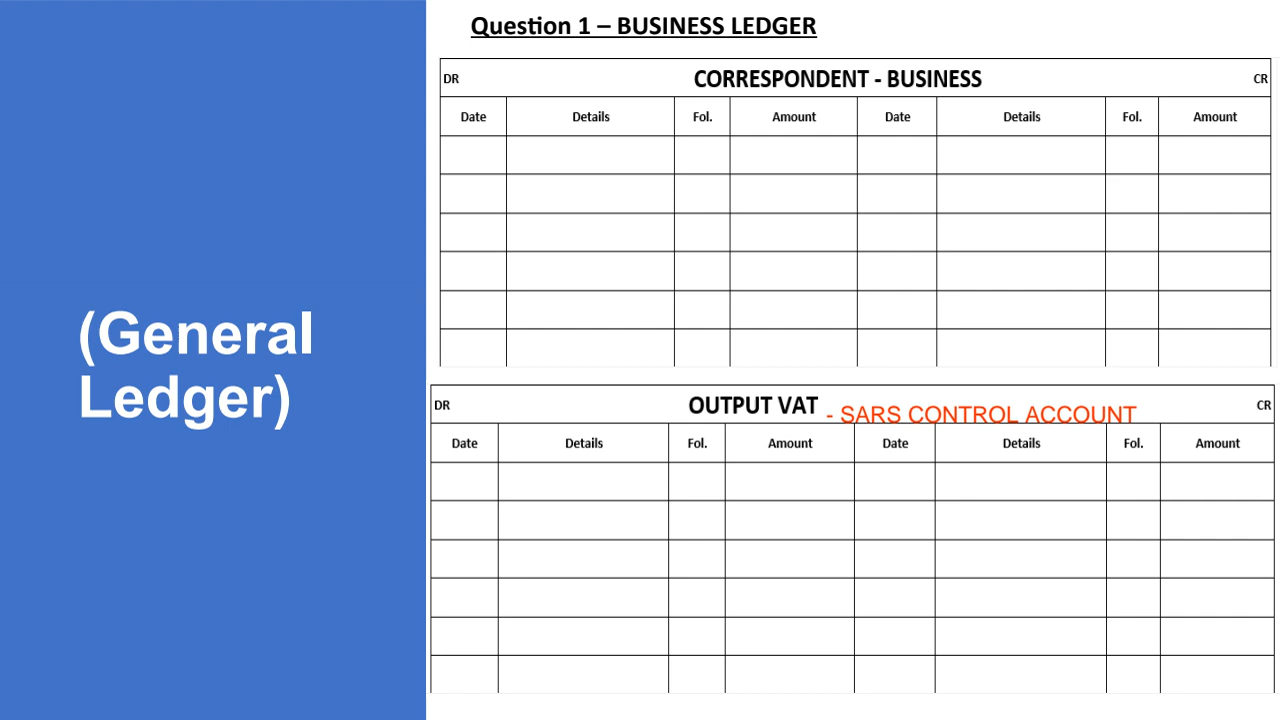 Question 1 – BUSINESS LEDGER
DR CORRESPONDENT - BUSINESS CR
Date Details Fol. Amount Date Details Fol. Amount
(General
Ledger)
DR OUTPUT VAT - SARS CONTROL ACCOUNT CR
Date Details Fol. Amount Date Details Fol. Amount